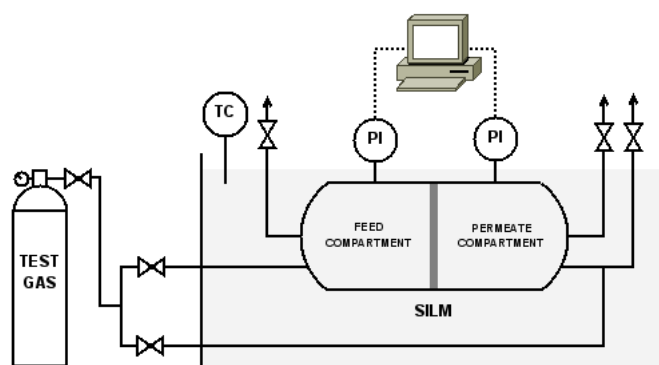 TC
PI
PI
FEED
COMPARTMENT
PERMEATE
COMPARTMENT
TEST
GAS
SILM